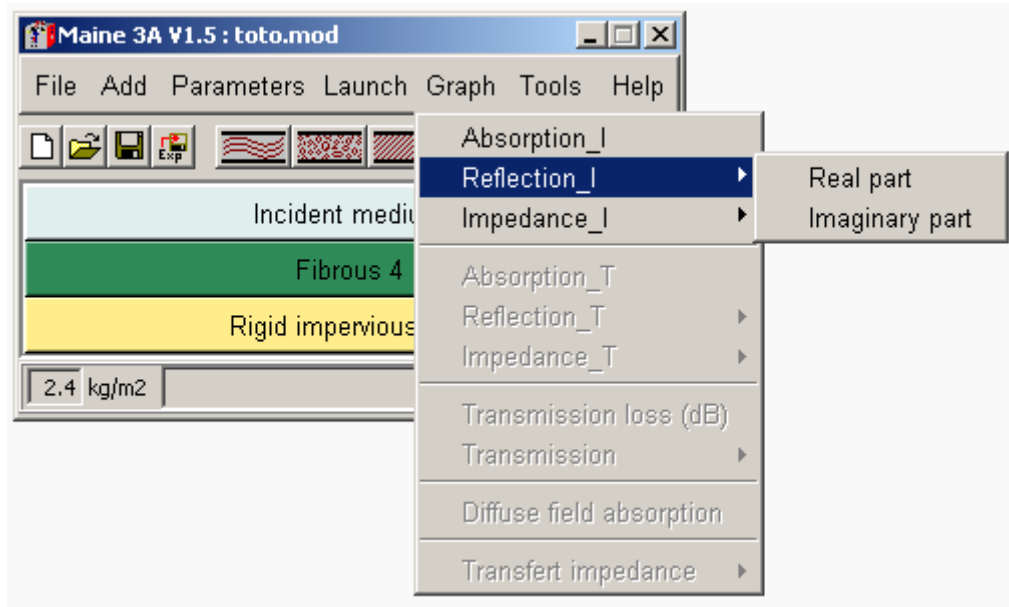 Maine 3A V1.5 : toto.mod
File Add Parameters Launch Graph Tools Help
Exp
Absorption_I
Reflection_I
Real part
Impedance_I
Imaginary part
Incident
Fibrous 4
Absorption_T
Reflection_T
Rigid impervious
Impedance_T
2.4 kg/m2
Transmission loss (dB)
Transmission
Diffuse field absorption
Transfert impedance